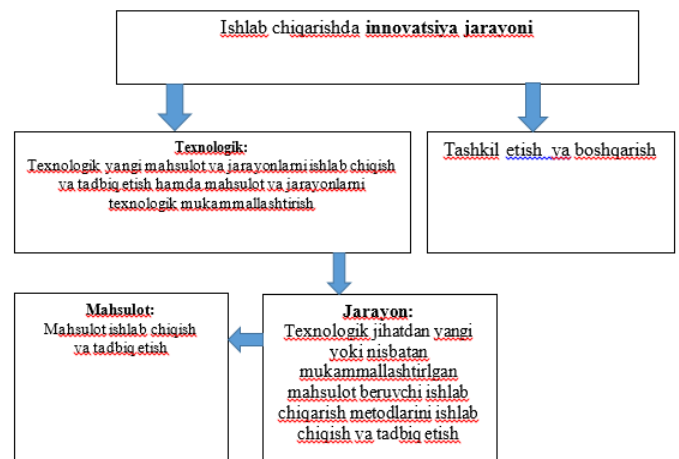 Ishlab chiqarishda innovatsiya jarayoni
Texnologik:
Texnologik yangi mahsulot va jarayonlarni ishlab chiqish
va tadbiq etish hamda mahsulot va jarayonlarni
texnologik mukammallashtirish
Tashkil etish va boshqarish
Mahsulot:
Mahsulot ishlab chiqish
va tadbiq etish
Jarayon:
Texnologik jihatdan yangi
yoki nisbatan
mukammallashtirlgan
mahsulot beruvchi ishlab
chiqarish metodlarini ishlab
chiqish va tadbiq etish